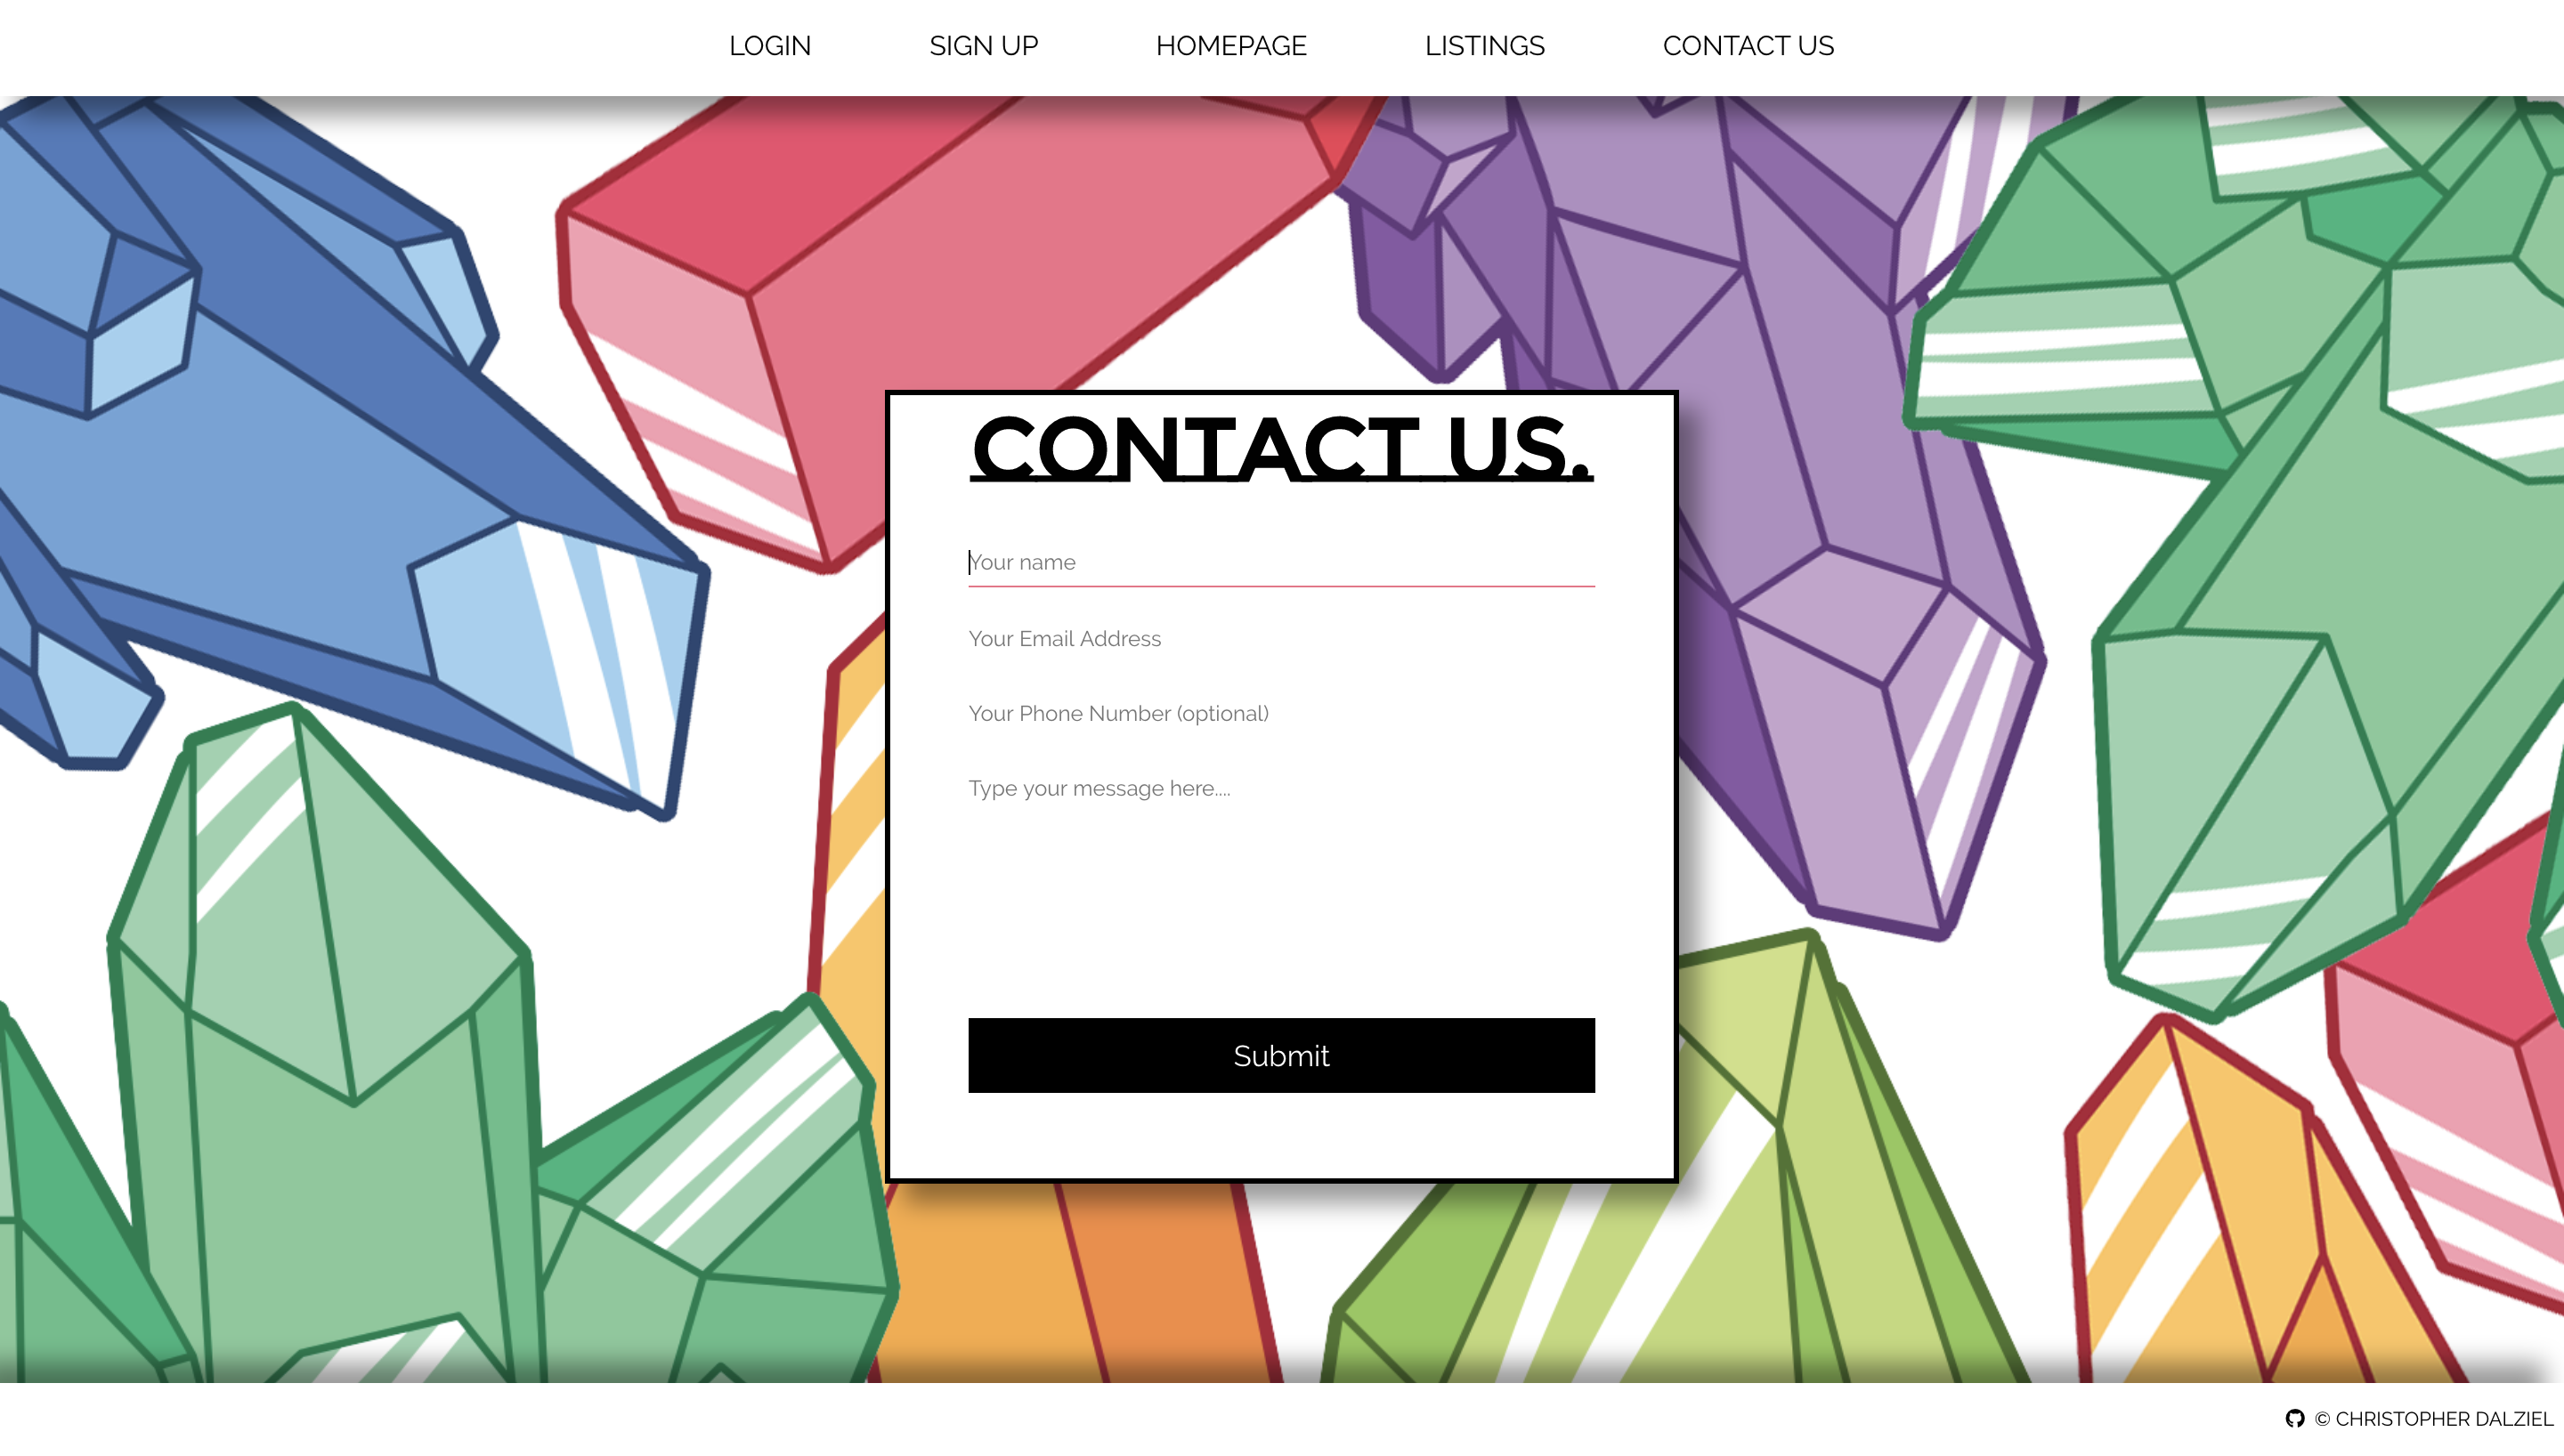 LOGIN SIGN UP HOMEPAGE LISTINGS CONTACT US
CONTACT US.
Your name
Your Email Address
Your Phone Number (optional)
Type your message here....
Submit
© CHRISTOPHER DALZIEL